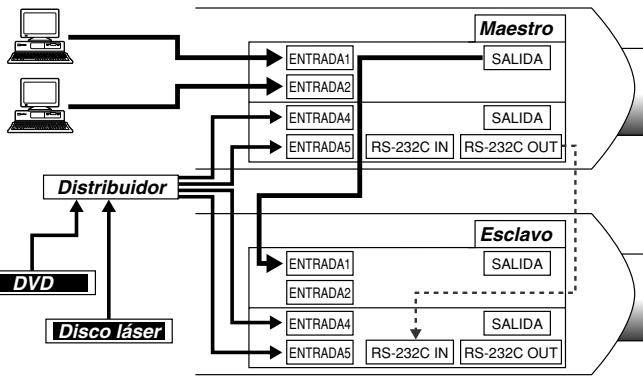 Maestro
ENTRADA1
SALIDA
ENTRADA2
ENTRADA4
SALIDA
ENTRADA5
RS-232C IN
RS-232C OUT
Distribuidor
Esclavo
ENTRADA1
SALIDA
DVD
ENTRADA2
Disco láser
ENTRADA4
SALIDA
ENTRADA5
RS-232C IN
RS-232C OUT